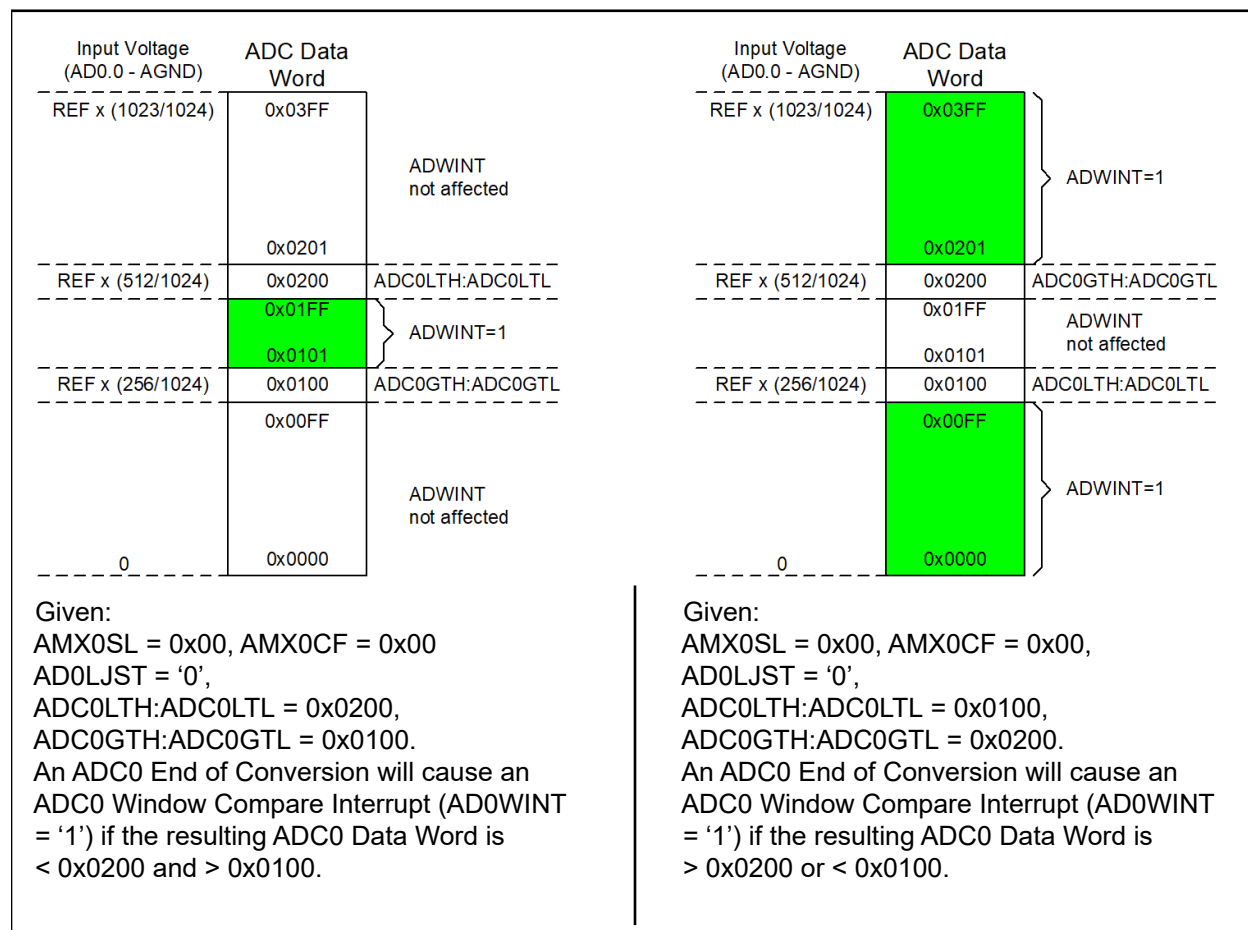 Input Voltage
(AD0.0 - AGND)
ADC Data
Word
REF x (1023/1024)
0x03FF
ADWINT
not affected
0x0201
REF x (512/1024)
0x0200
ADC0LTH:ADC0LTL
0x01FF
ADWINT=1
0x0101
REF x (256/1024)
0x0100
ADC0GTH:ADC0GTL
0x00FF
ADWINT
not affected
0
0x0000
Given:
AMX0SL = 0x00, AMX0CF = 0x00
AD0LJST = ‘0’,
ADC0LTH:ADC0LTL = 0x0200,
ADC0GTH:ADC0GTL = 0x0100.
An ADC0 End of Conversion will cause an
ADC0 Window Compare Interrupt (AD0WINT
= ‘1’) if the resulting ADC0 Data Word is
< 0x0200 and > 0x0100.
Input Voltage
(AD0.0 - AGND)
ADC Data
Word
REF x (1023/1024)
0x03FF
ADWINT=1
0x0201
REF x (512/1024)
0x0200
ADC0GTH:ADC0GTL
0x01FF
ADWINT
not affected
0x0101
REF x (256/1024)
0x0100
ADC0LTH:ADC0LTL
0x00FF
ADWINT=1
0
0x0000
Given:
AMX0SL = 0x00, AMX0CF = 0x00,
AD0LJST = ‘0’,
ADC0LTH:ADC0LTL = 0x0100,
ADC0GTH:ADC0GTL = 0x0200.
An ADC0 End of Conversion will cause an
ADC0 Window Compare Interrupt (AD0WINT
= ‘1’) if the resulting ADC0 Data Word is
> 0x0200 or < 0x0100.